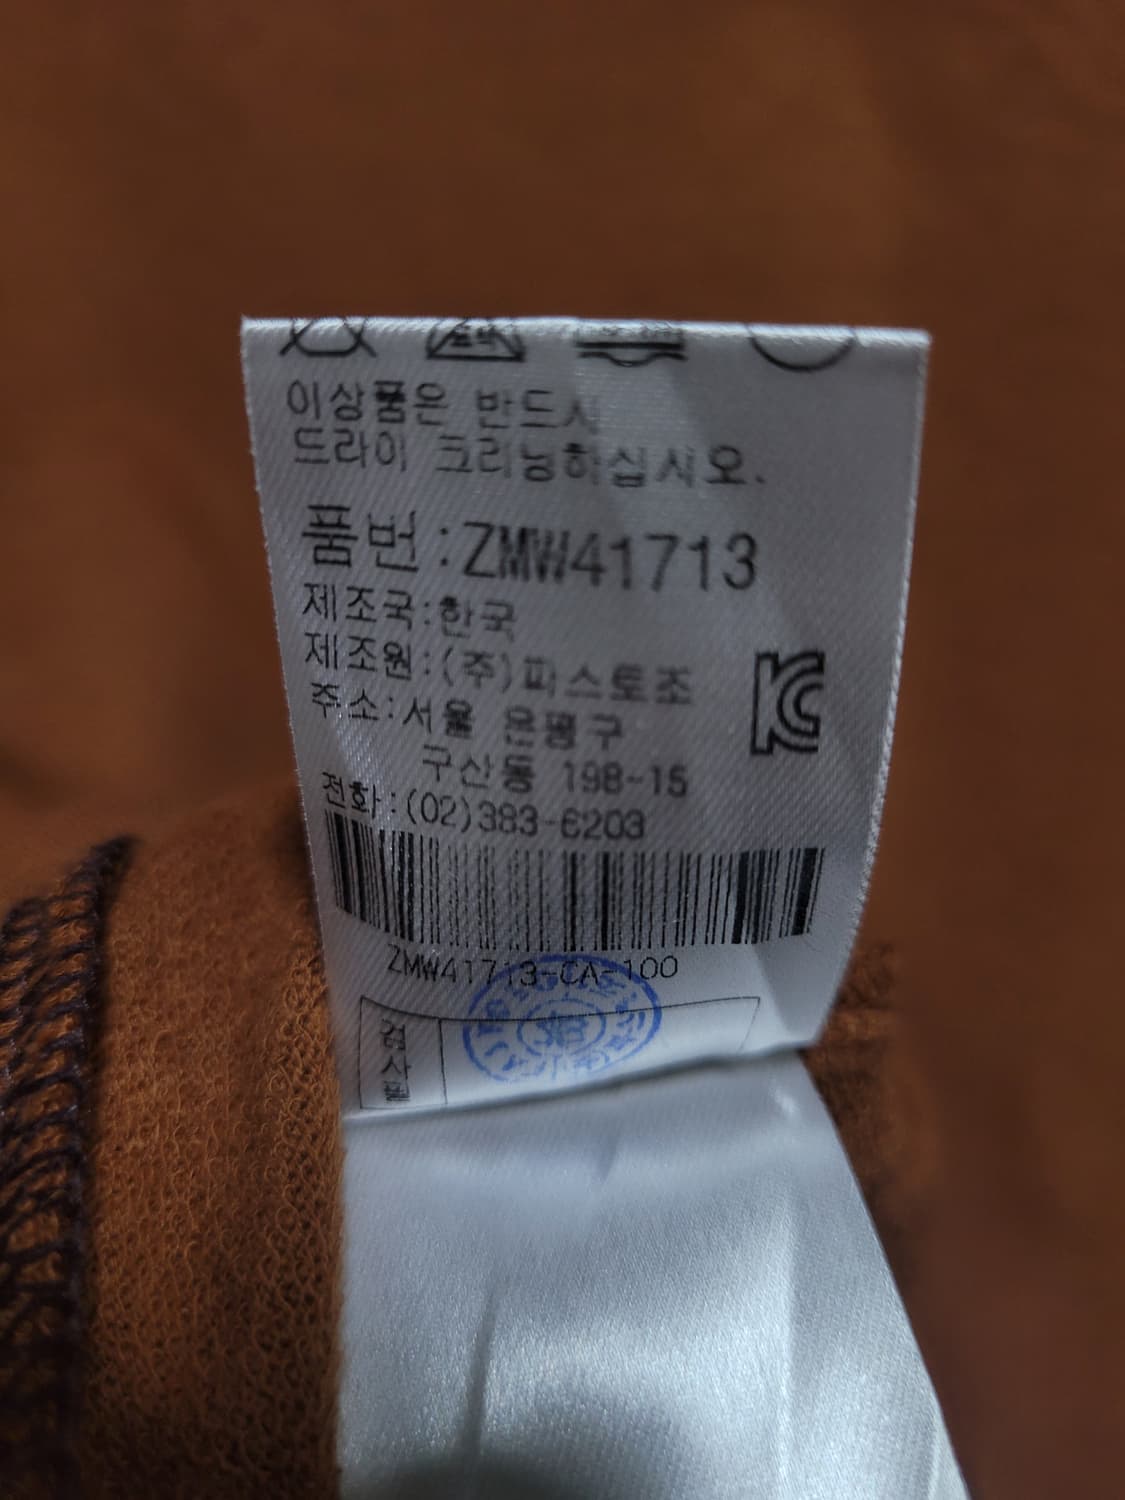 이상품은 반드시
드라이 크리닝하십시오.
품번:ZMW41713
제조국:한국
제조원:(주)피스토조
주소:서울 은평구
구산동 198-15
전화:(02)383-6203
ZMW41713-CA-100
검사필